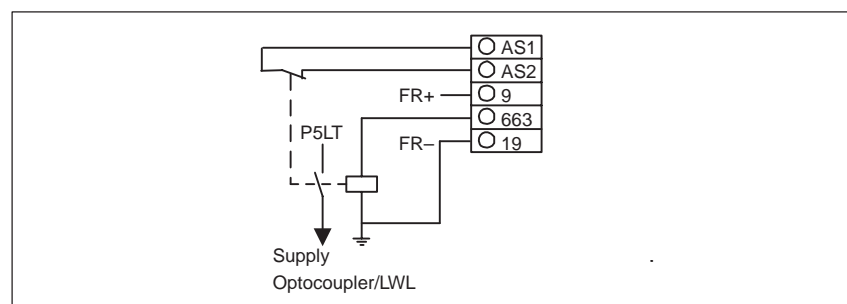 AS1
AS2
FR+ 9
663
P5LT
FR– 19
Supply
Optocoupler/LWL